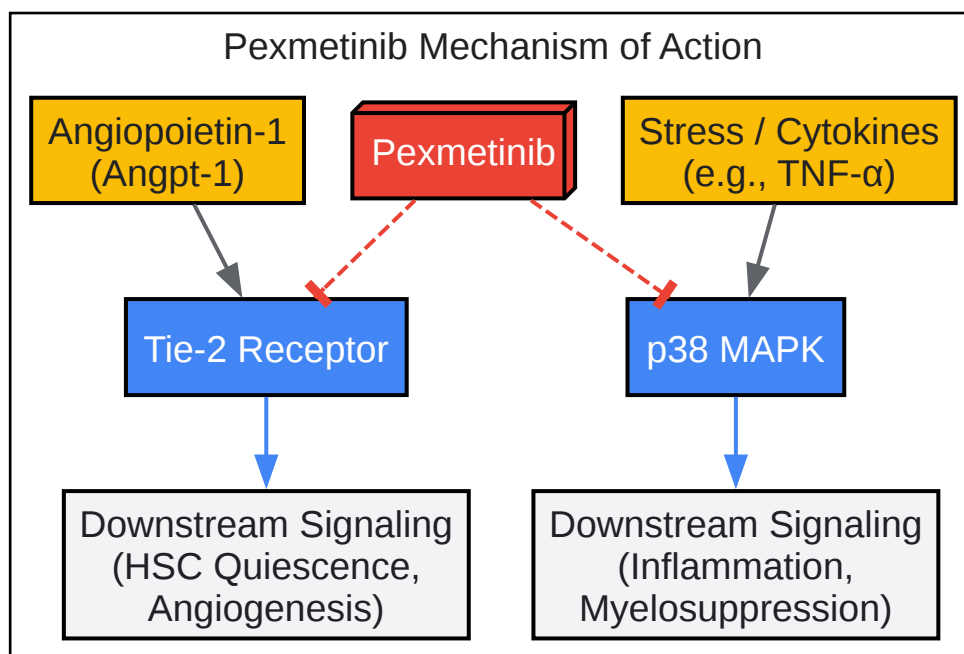 Pexmetinib Mechanism of Action
Angiopoietin-1
(Angpt-1)
Pexmetinib
Stress / Cytokines
(e.g., TNF-α)
Tie-2 Receptor
p38 MAPK
Downstream Signaling
(HSC Quiescence,
Angiogenesis)
Downstream Signaling
(Inflammation,
Myelosuppression)